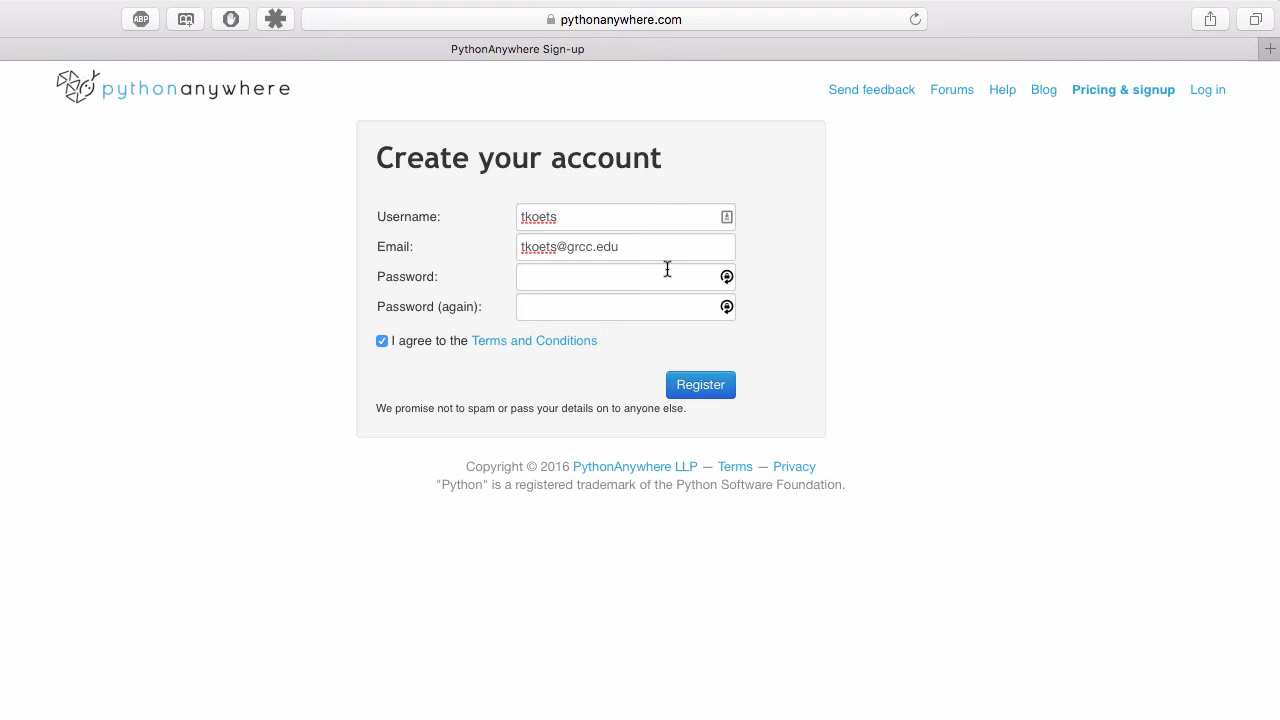 ABP
pythonanywhere.com
PythonAnywhere Sign-up
pythonanywhere
Send feedback Forums Help Blog Pricing & signup Log in
Create your account
Username: tkoets
Email: tkoets@grcc.edu
Password:
Password (again):
I agree to the Terms and Conditions
Register
We promise not to spam or pass your details on to anyone else.
Copyright © 2016 PythonAnywhere LLP — Terms — Privacy
"Python" is a registered trademark of the Python Software Foundation.